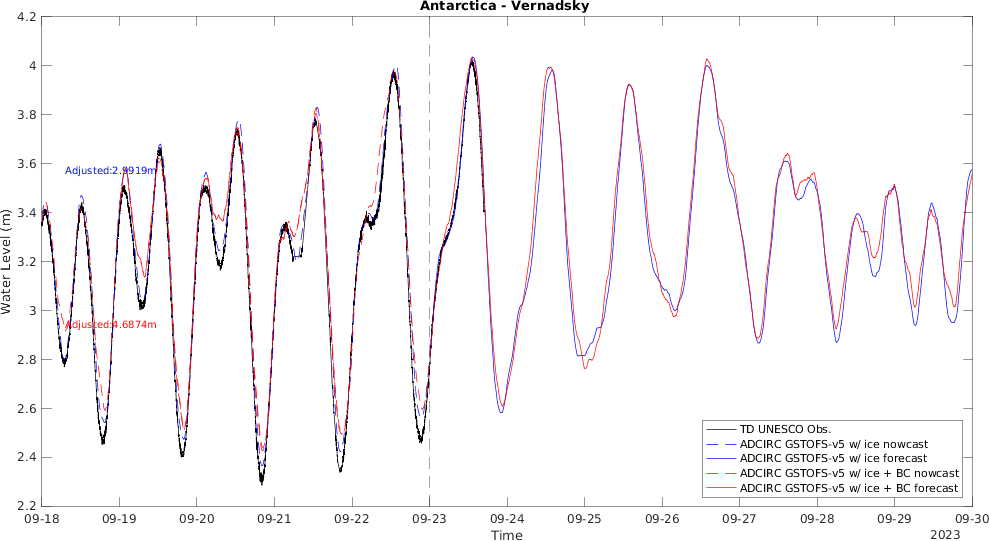 Antarctica - Vernadsky
4.2
4
3.8
3.6
3.4
3.2
3
2.8
2.6
2.4
2.2
Water Level (m)
Adjusted:2.9919m
Adjusted:4.6874m
TD UNESCO Obs.
ADCIRC GSTOFS-v5 w/ ice nowcast
ADCIRC GSTOFS-v5 w/ ice forecast
ADCIRC GSTOFS-v5 w/ ice + BC nowcast
ADCIRC GSTOFS-v5 w/ ice + BC forecast
09-18 09-19 09-20 09-21 09-22 09-23 09-24 09-25 09-26 09-27 09-28 09-29 09-30
Time
2023